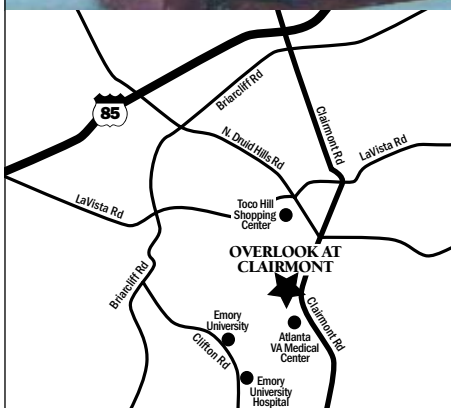 85
Briarcliff Rd
Clairmont Rd
N. Druid Hills Rd
LaVista Rd
LaVista Rd
Toco Hill
Shopping
Center
OVERLOOK AT
CLAIRMONT
Briarcliff Rd
Clairmont Rd
Emory
University
Clifton Rd
Atlanta
VA Medical
Center
Emory
University
Hospital